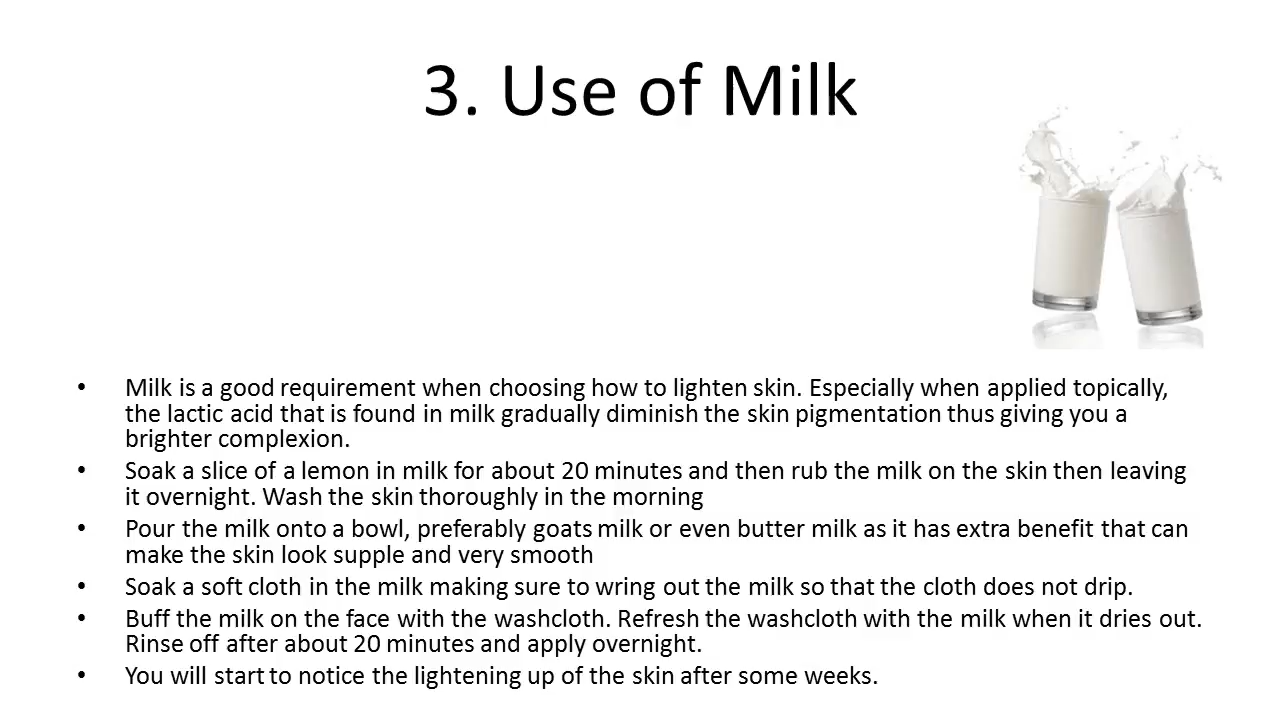 3. Use of Milk
• Milk is a good requirement when choosing how to lighten skin. Especially when applied topically,
the lactic acid that is found in milk gradually diminish the skin pigmentation thus giving you a
brighter complexion.
• Soak a slice of a lemon in milk for about 20 minutes and then rub the milk on the skin then leaving
it overnight. Wash the skin thoroughly in the morning
• Pour the milk onto a bowl, preferably goats milk or even butter milk as it has extra benefit that can
make the skin look supple and very smooth
• Soak a soft cloth in the milk making sure to wring out the milk so that the cloth does not drip.
• Buff the milk on the face with the washcloth. Refresh the washcloth with the milk when it dries out.
Rinse off after about 20 minutes and apply overnight.
• You will start to notice the lightening up of the skin after some weeks.